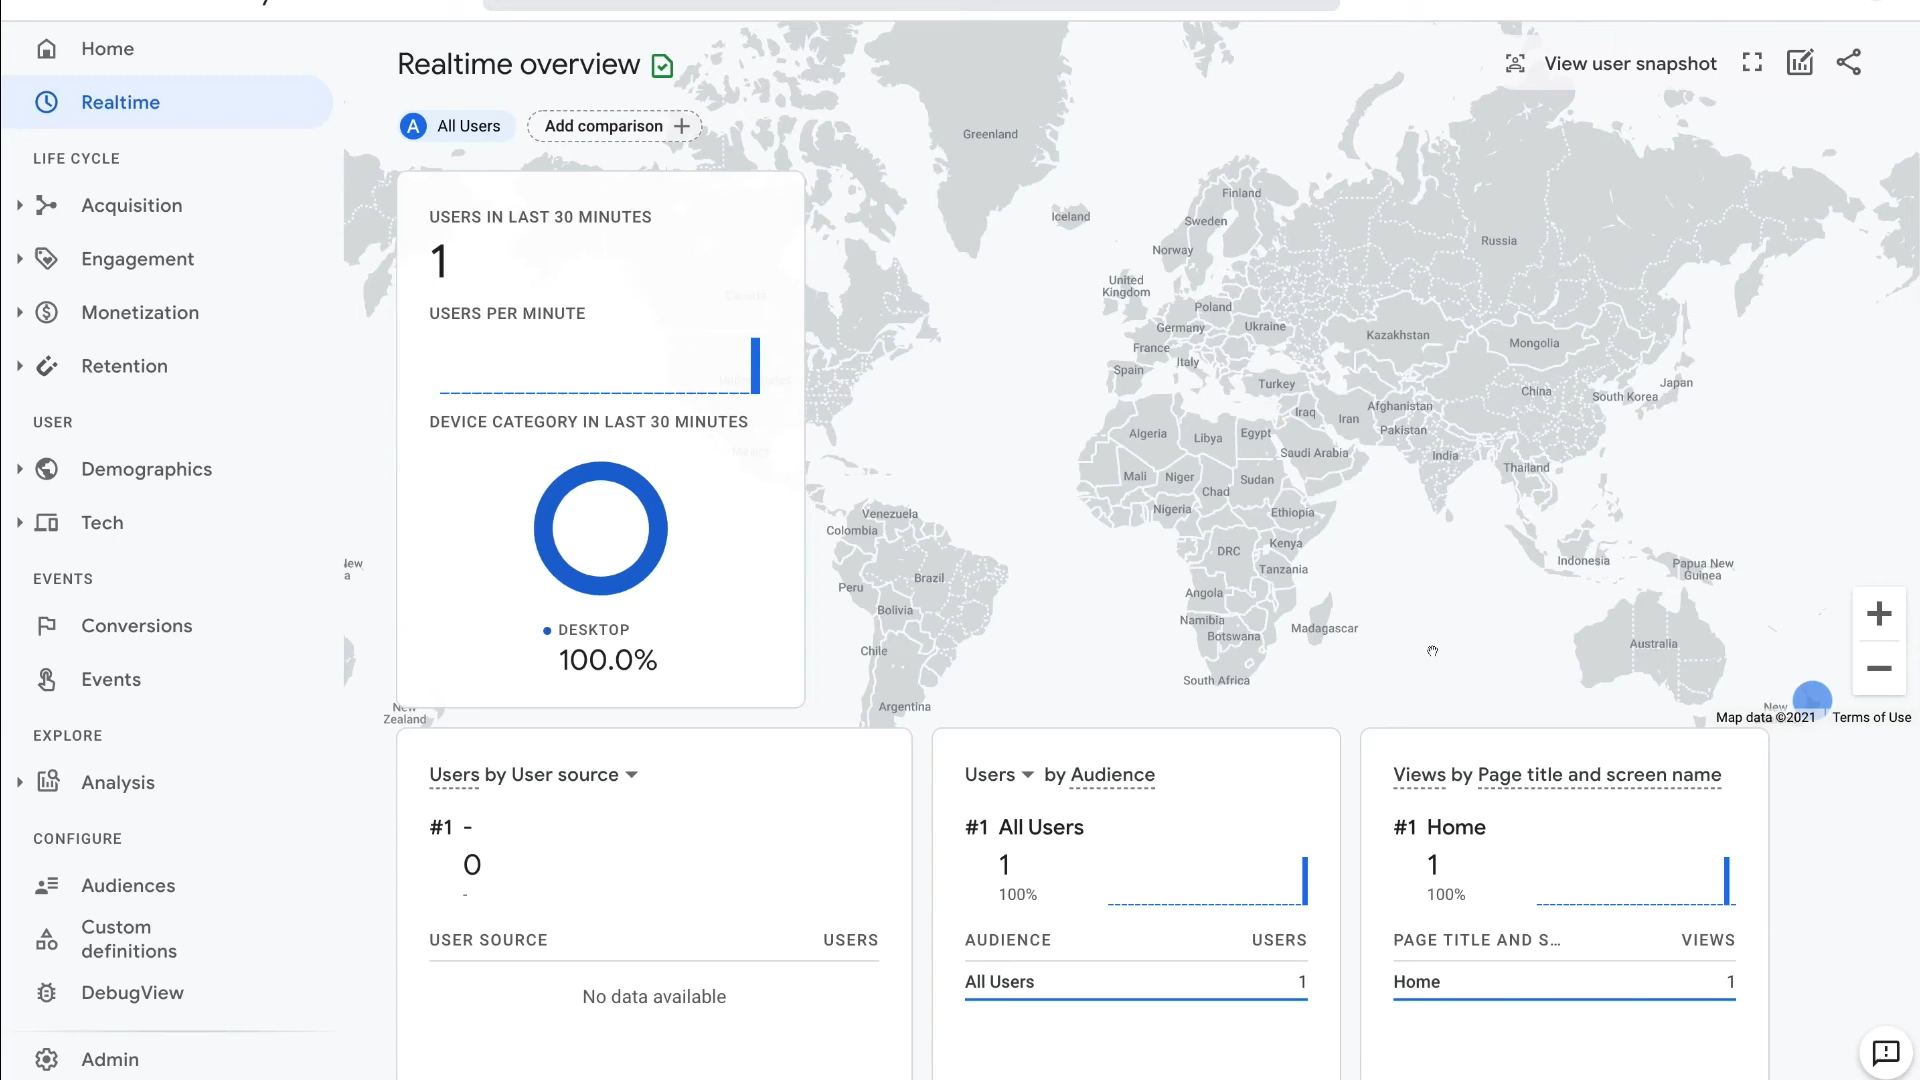 Home
Realtime
LIFE CYCLE
Acquisition
Engagement
Monetization
Retention
USER
Demographics
Tech
EVENTS
Conversions
Events
EXPLORE
Analysis
CONFIGURE
Audiences
Custom
definitions
DebugView
Admin
Realtime overview
View user snapshot
A All Users
Add comparison
USERS IN LAST 30 MINUTES
1
USERS PER MINUTE
DEVICE CATEGORY IN LAST 30 MINUTES
DESKTOP
100.0%
Canada
Mexico
Greenland
Iceland
Finland
Sweden
Norway
Russia
United
Kingdom
Poland
Germany
Ukraine
France
Kazakhstan
Mongolia
Italy
Spain
Turkey
Japan
China
South Korea
Iraq
Iran
Afghanistan
Pakistan
Algeria
Libya
Egypt
Saudi Arabia
India
Thailand
Mali
Niger
Chad
Sudan
Nigeria
Ethiopia
Venezuela
Colombia
DRC
Kenya
Tanzania
Indonesia
Papua New
Guinea
Brazil
Peru
Bolivia
Angola
Namibia
Botswana
Madagascar
Chile
Australia
South Africa
Argentina
New
Zealand
New
Map data ©2021
Terms of Use
Users by User source
#1 -
0
-
USER SOURCE USERS
No data available
Users by Audience
#1 All Users
1
100%
AUDIENCE USERS
All Users 1
Views by Page title and screen name
#1 Home
1
100%
PAGE TITLE AND S... VIEWS
Home 1